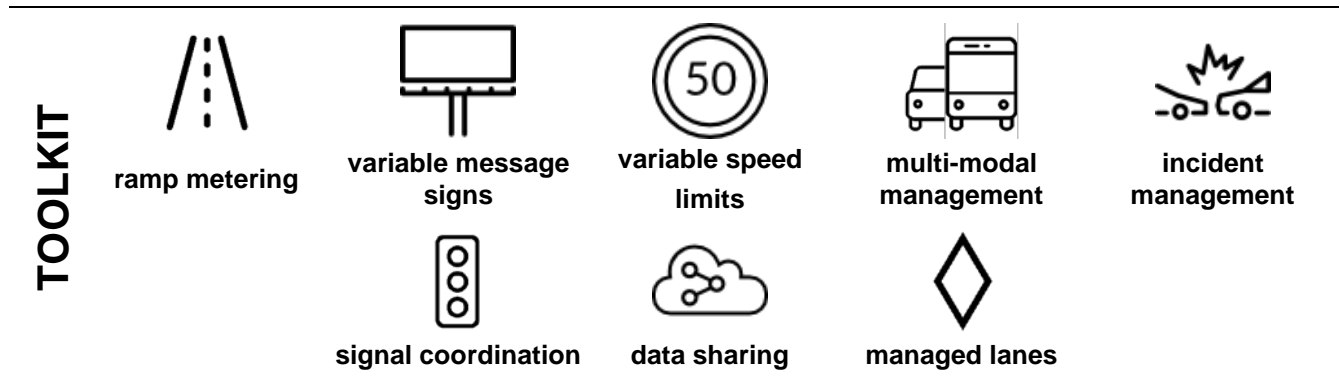 TOOLKIT
ramp metering
variable message
signs
50
variable speed
limits
multi-modal
management
incident
management
signal coordination
data sharing
managed lanes